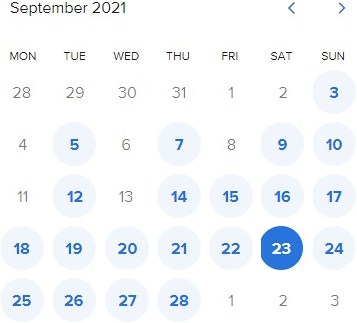 September 2021
MON TUE WED THU FRI SAT SUN
28 29 30 31 1 2 3
4 5 6 7 8 9 10
11 12 13 14 15 16 17
18 19 20 21 22 23 24
25 26 27 28 1 2 3